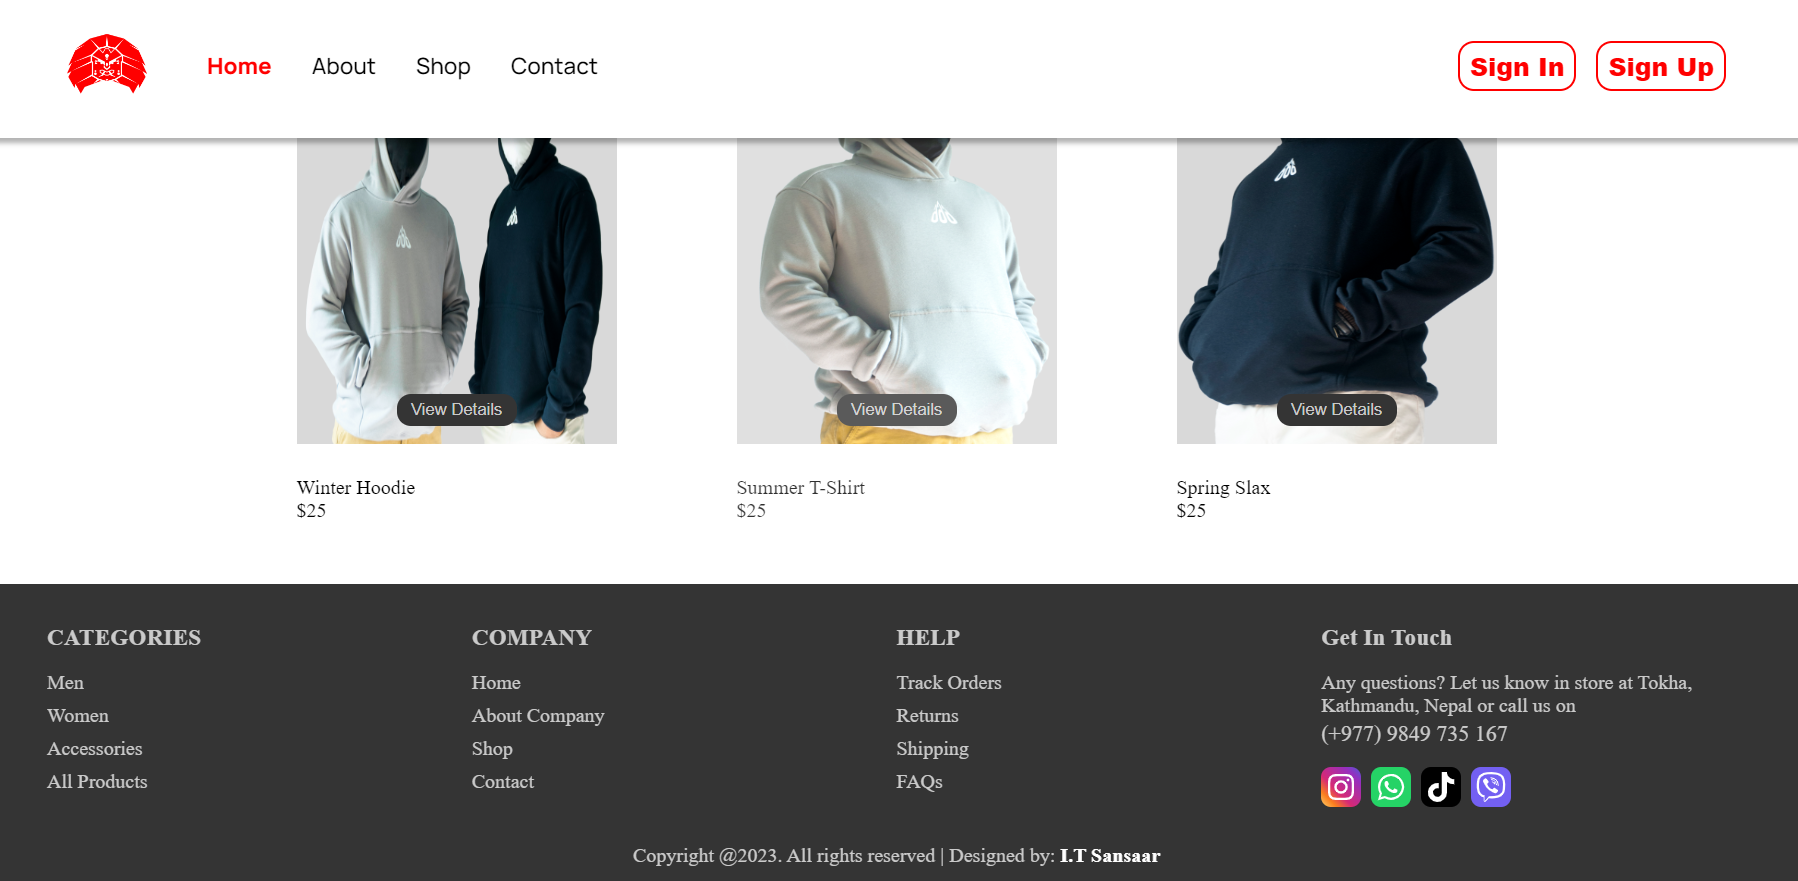 Home About Shop Contact Sign In Sign Up
View Details View Details View Details
Winter Hoodie Summer T-Shirt Spring Slax
$25 $25 $25
CATEGORIES COMPANY HELP Get In Touch
Men Home Track Orders Any questions? Let us know in store at Tokha,
Kathmandu, Nepal or call us on
Women About Company Returns
(+977) 9849 735 167
Accessories Shop Shipping
All Products Contact FAQs
Copyright @2023. All rights reserved | Designed by: I.T Sansaar